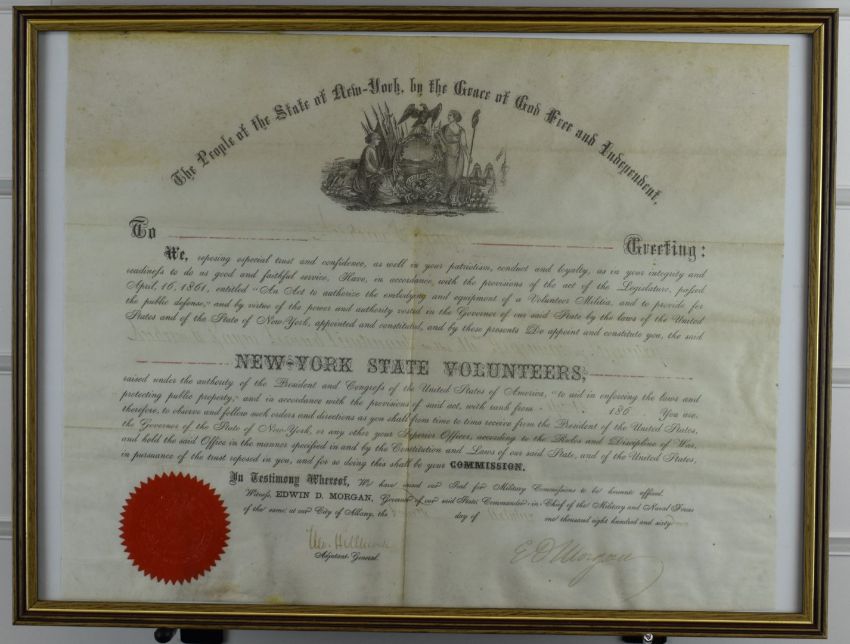 The People of the State of New-York, by the Grace of God Free and Independent,
To
Greeting:
We, reposing especial trust and confidence, as well in your patriotism, conduct and loyalty, as in your integrity and
readiness to do us good and faithful service, Have, in accordance with the provisions of the act of the Legislature, passed
April, 16, 1861, entitled "An Act to authorize the embodying and equipment of a Volunteer Militia, and to provide for
the public defense," and by virtue of the power and authority vested in the Governor of our said State by the laws of the United
States and of the State of New-York, appointed and constituted, and by these presents Do appoint and constitute you, the said
NEW-YORK STATE VOLUNTEERS,
raised under the authority of the President and Congress of the United States of America, "to aid in enforcing the laws and
protecting public property," and in accordance with the provisions of said act, with rank from 186 You are,
therefore, to observe and follow such orders and directions as you shall from time to time receive from the President of the United States,
the Governor of the State of New-York, or any other your Superior Officer, according to the Rules and Discipline of War,
and hold the said Office in the manner specified in and by the Constitution and Laws of our said State, and of the United States,
in pursuance of the trust reposed in you, and for so doing this shall be your COMMISSION.
In Testimony Whereof, We have caused our Seal for Military Commissions to be hereunto affixed.
Witness, EDWIN D. MORGAN, Governor of our said State, Commander-in-Chief of the Military and Naval Forces
of the same, at our City of Albany, the day of one thousand eight hundred and sixty
Adjutant-General.
E D Morgan